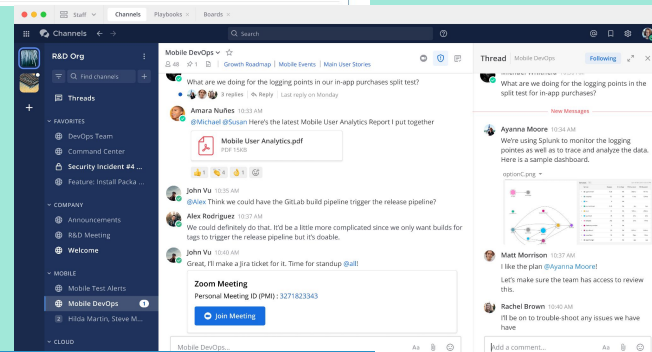 Staff
Channels
Playbooks
Boards
Channels
Search
R&D Org
Find channels
Threads
FAVORITES
DevOps Team
Command Center
Security Incident #4 ...
Feature: Install Packa ...
COMPANY
Announcements
R&D Meeting
Welcome
MOBILE
Mobile Test Alerts
Mobile DevOps 1
2 Hilda Martin, Steve M...
CLOUD
Mobile DevOps
48 1 Growth Roadmap | Mobile Events | Main User Stories
What are we doing for the logging points in our in-app purchases split test?
3 replies Reply Last reply on Monday
Amara Nuñes 10:33 AM
@Michael @Susan Here's the latest Mobile User Analytics Report I put together
Mobile User Analytics.pdf
PDF 15KB
1 4 1
John Vu 10:35 AM
@Alex Think we could have the GitLab build pipeline trigger the release pipeline?
Alex Rodriguez 10:37 AM
We could definitely do that. It'd be a little more complicated since we only want builds for
tags to trigger the release pipeline but it's doable.
John Vu 10:40 AM
Great, I'll make a Jira ticket for it. Time for standup @all!
Zoom Meeting
Personal Meeting ID (PMI) : 3271823343
Join Meeting
Mobile DevOps...
Aa
Thread Mobile DevOps Following
What are we doing for the logging points in the
split test for in-app purchases?
New Messages
Ayanna Moore 10:34 AM
We're using Splunk to monitor the logging
pointes as well as to trace and analyze the data.
Here is a sample dashboard.
optionC.png
Matt Morrison 10:37 AM
I like the plan @Ayanna Moore!
Let's make sure the team has access to review
this.
Rachel Brown 10:40 AM
I'll be on to trouble-shoot any issues we have
have
Add a comment...
Aa